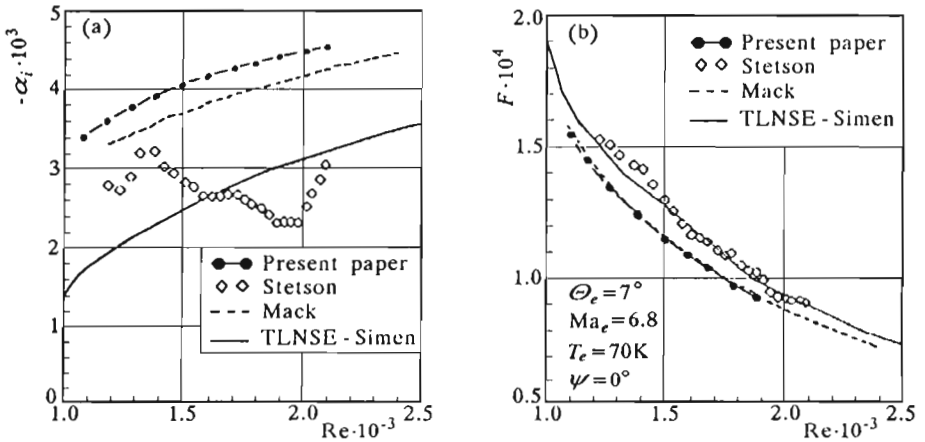 (a)
-αᵢ·10³
5
4
3
2
1
0
1.0
1.5
2.0
2.5
Re·10⁻³
Present paper
Stetson
Mack
TLNSE - Simen
(b)
F·10⁴
2.0
1.5
1.0
0.5
1.0
1.5
2.0
2.5
Re·10⁻³
Present paper
Stetson
Mack
TLNSE - Simen
Θₑ=7°
Maₑ=6.8
Tₑ=70K
ψ=0°